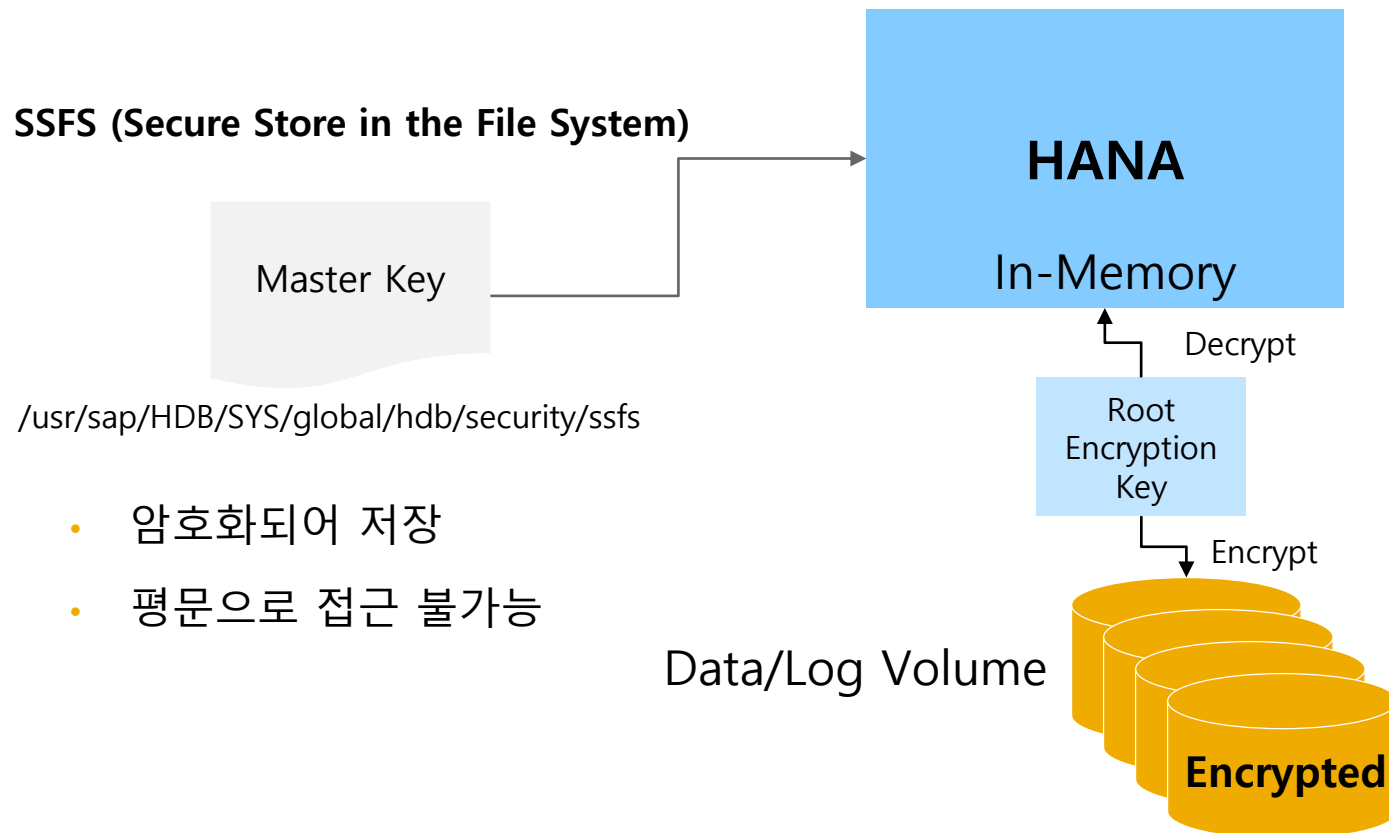 SSFS (Secure Store in the File System)
Master Key
/usr/sap/HDB/SYS/global/hdb/security/ssfs
• 암호화되어 저장
• 평문으로 접근 불가능
HANA
In-Memory
Decrypt
Root
Encryption
Key
Encrypt
Data/Log Volume
Encrypted